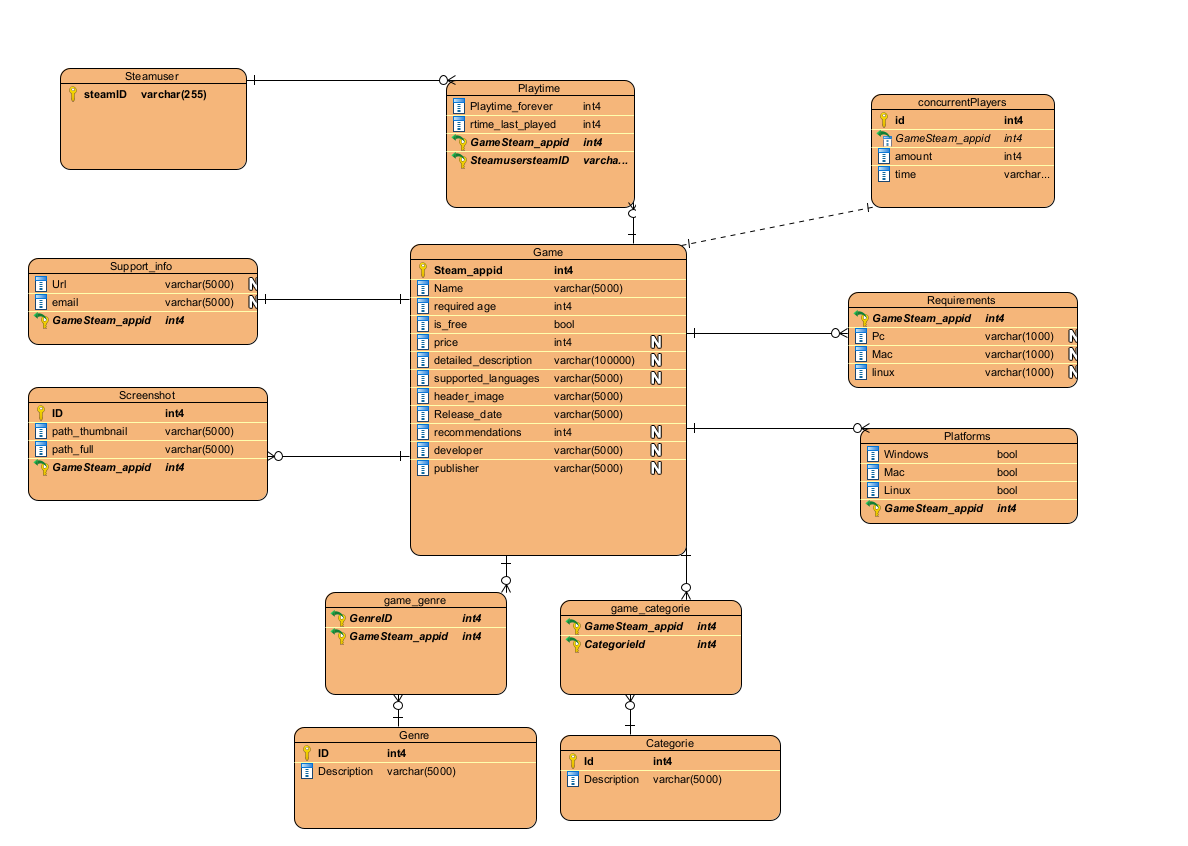 Steamuser
steamID varchar(255)
Playtime
Playtime_forever int4
rtime_last_played int4
GameSteam_appid int4
SteamusersteamID varcha...
concurrentPlayers
id int4
GameSteam_appid int4
amount int4
time varchar...
Game
Steam_appid int4
Name varchar(5000)
required age int4
is_free bool
price int4 N
detailed_description varchar(100000) N
supported_languages varchar(5000) N
header_image varchar(5000)
Release_date varchar(5000)
recommendations int4 N
developer varchar(5000) N
publisher varchar(5000) N
Support_info
Url varchar(5000) N
email varchar(5000) N
GameSteam_appid int4
Requirements
GameSteam_appid int4
Pc varchar(1000) N
Mac varchar(1000) N
linux varchar(1000) N
Screenshot
ID int4
path_thumbnail varchar(5000)
path_full varchar(5000)
GameSteam_appid int4
Platforms
Windows bool
Mac bool
Linux bool
GameSteam_appid int4
game_genre
GenreID int4
GameSteam_appid int4
game_categorie
GameSteam_appid int4
CategorieId int4
Genre
ID int4
Description varchar(5000)
Categorie
Id int4
Description varchar(5000)